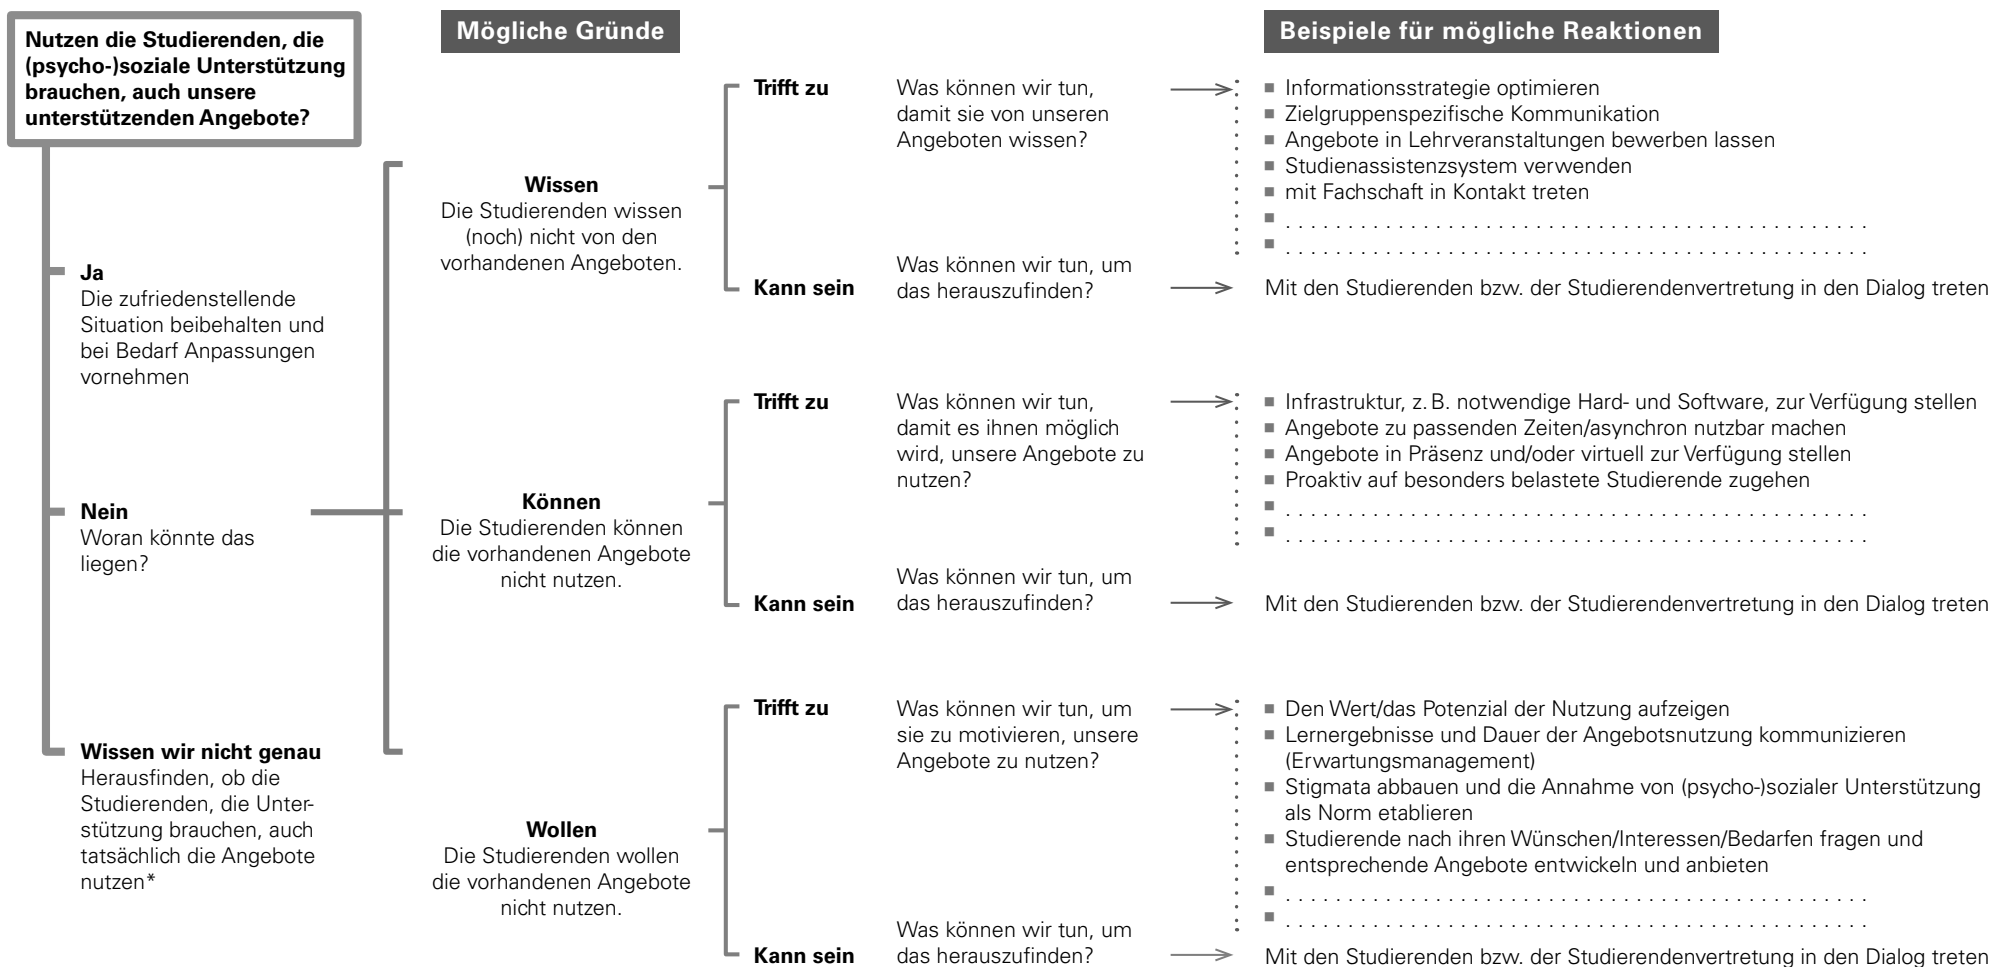 Nutzen die Studierenden, die
(psycho-)soziale Unterstützung
brauchen, auch unsere
unterstützenden Angebote?
Ja
Die zufriedenstellende
Situation beibehalten und
bei Bedarf Anpassungen
vornehmen
Nein
Woran könnte das
liegen?
Wissen wir nicht genau
Herausfinden, ob die
Studierenden, die Unter-
stützung brauchen, auch
tatsächlich die Angebote
nutzen*
Mögliche Gründe
Beispiele für mögliche Reaktionen
Wissen
Die Studierenden wissen
(noch) nicht von den
vorhandenen Angeboten.
Trifft zu
Was können wir tun,
damit sie von unseren
Angeboten wissen?
■ Informationsstrategie optimieren
■ Zielgruppenspezifische Kommunikation
■ Angebote in Lehrveranstaltungen bewerben lassen
■ Studienassistenzsystem verwenden
■ mit Fachschaft in Kontakt treten
Kann sein
Was können wir tun, um
das herauszufinden?
Mit den Studierenden bzw. der Studierendenvertretung in den Dialog treten
Können
Die Studierenden können
die vorhandenen Angebote
nicht nutzen.
Trifft zu
Was können wir tun,
damit es ihnen möglich
wird, unsere Angebote zu
nutzen?
■ Infrastruktur, z. B. notwendige Hard- und Software, zur Verfügung stellen
■ Angebote zu passenden Zeiten/asynchron nutzbar machen
■ Angebote in Präsenz und/oder virtuell zur Verfügung stellen
■ Proaktiv auf besonders belastete Studierende zugehen
Kann sein
Was können wir tun, um
das herauszufinden?
Mit den Studierenden bzw. der Studierendenvertretung in den Dialog treten
Wollen
Die Studierenden wollen
die vorhandenen Angebote
nicht nutzen.
Trifft zu
Was können wir tun, um
sie zu motivieren, unsere
Angebote zu nutzen?
■ Den Wert/das Potenzial der Nutzung aufzeigen
■ Lernergebnisse und Dauer der Angebotsnutzung kommunizieren
(Erwartungsmanagement)
■ Stigmata abbauen und die Annahme von (psycho-)sozialer Unterstützung
als Norm etablieren
■ Studierende nach ihren Wünschen/Interessen/Bedarfen fragen und
entsprechende Angebote entwickeln und anbieten
Kann sein
Was können wir tun, um
das herauszufinden?
Mit den Studierenden bzw. der Studierendenvertretung in den Dialog treten